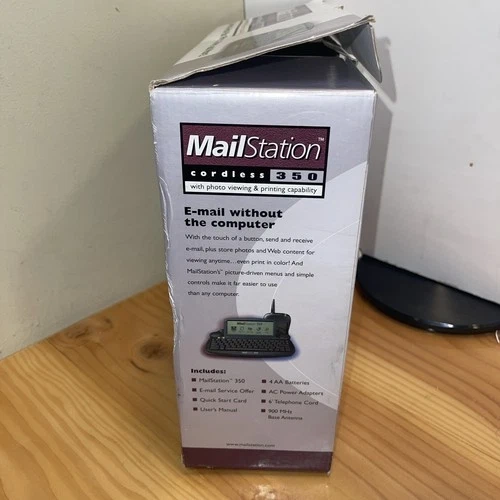 MailStation™
cordless 350
with photo viewing & printing capability
E-mail without
the computer
With the touch of a button, send and receive
e-mail, plus store photos and Web content for
viewing anytime...even print in color! And
MailStation's™ picture-driven menus and simple
controls make it far easier to use
than any computer.
Includes:
MailStation™ 350
E-mail Service Offer
Quick Start Card
User's Manual
4 AA Batteries
AC Power Adapters
6' Telephone Cord
900 MHz
Base Antenna
www.mailstation.com